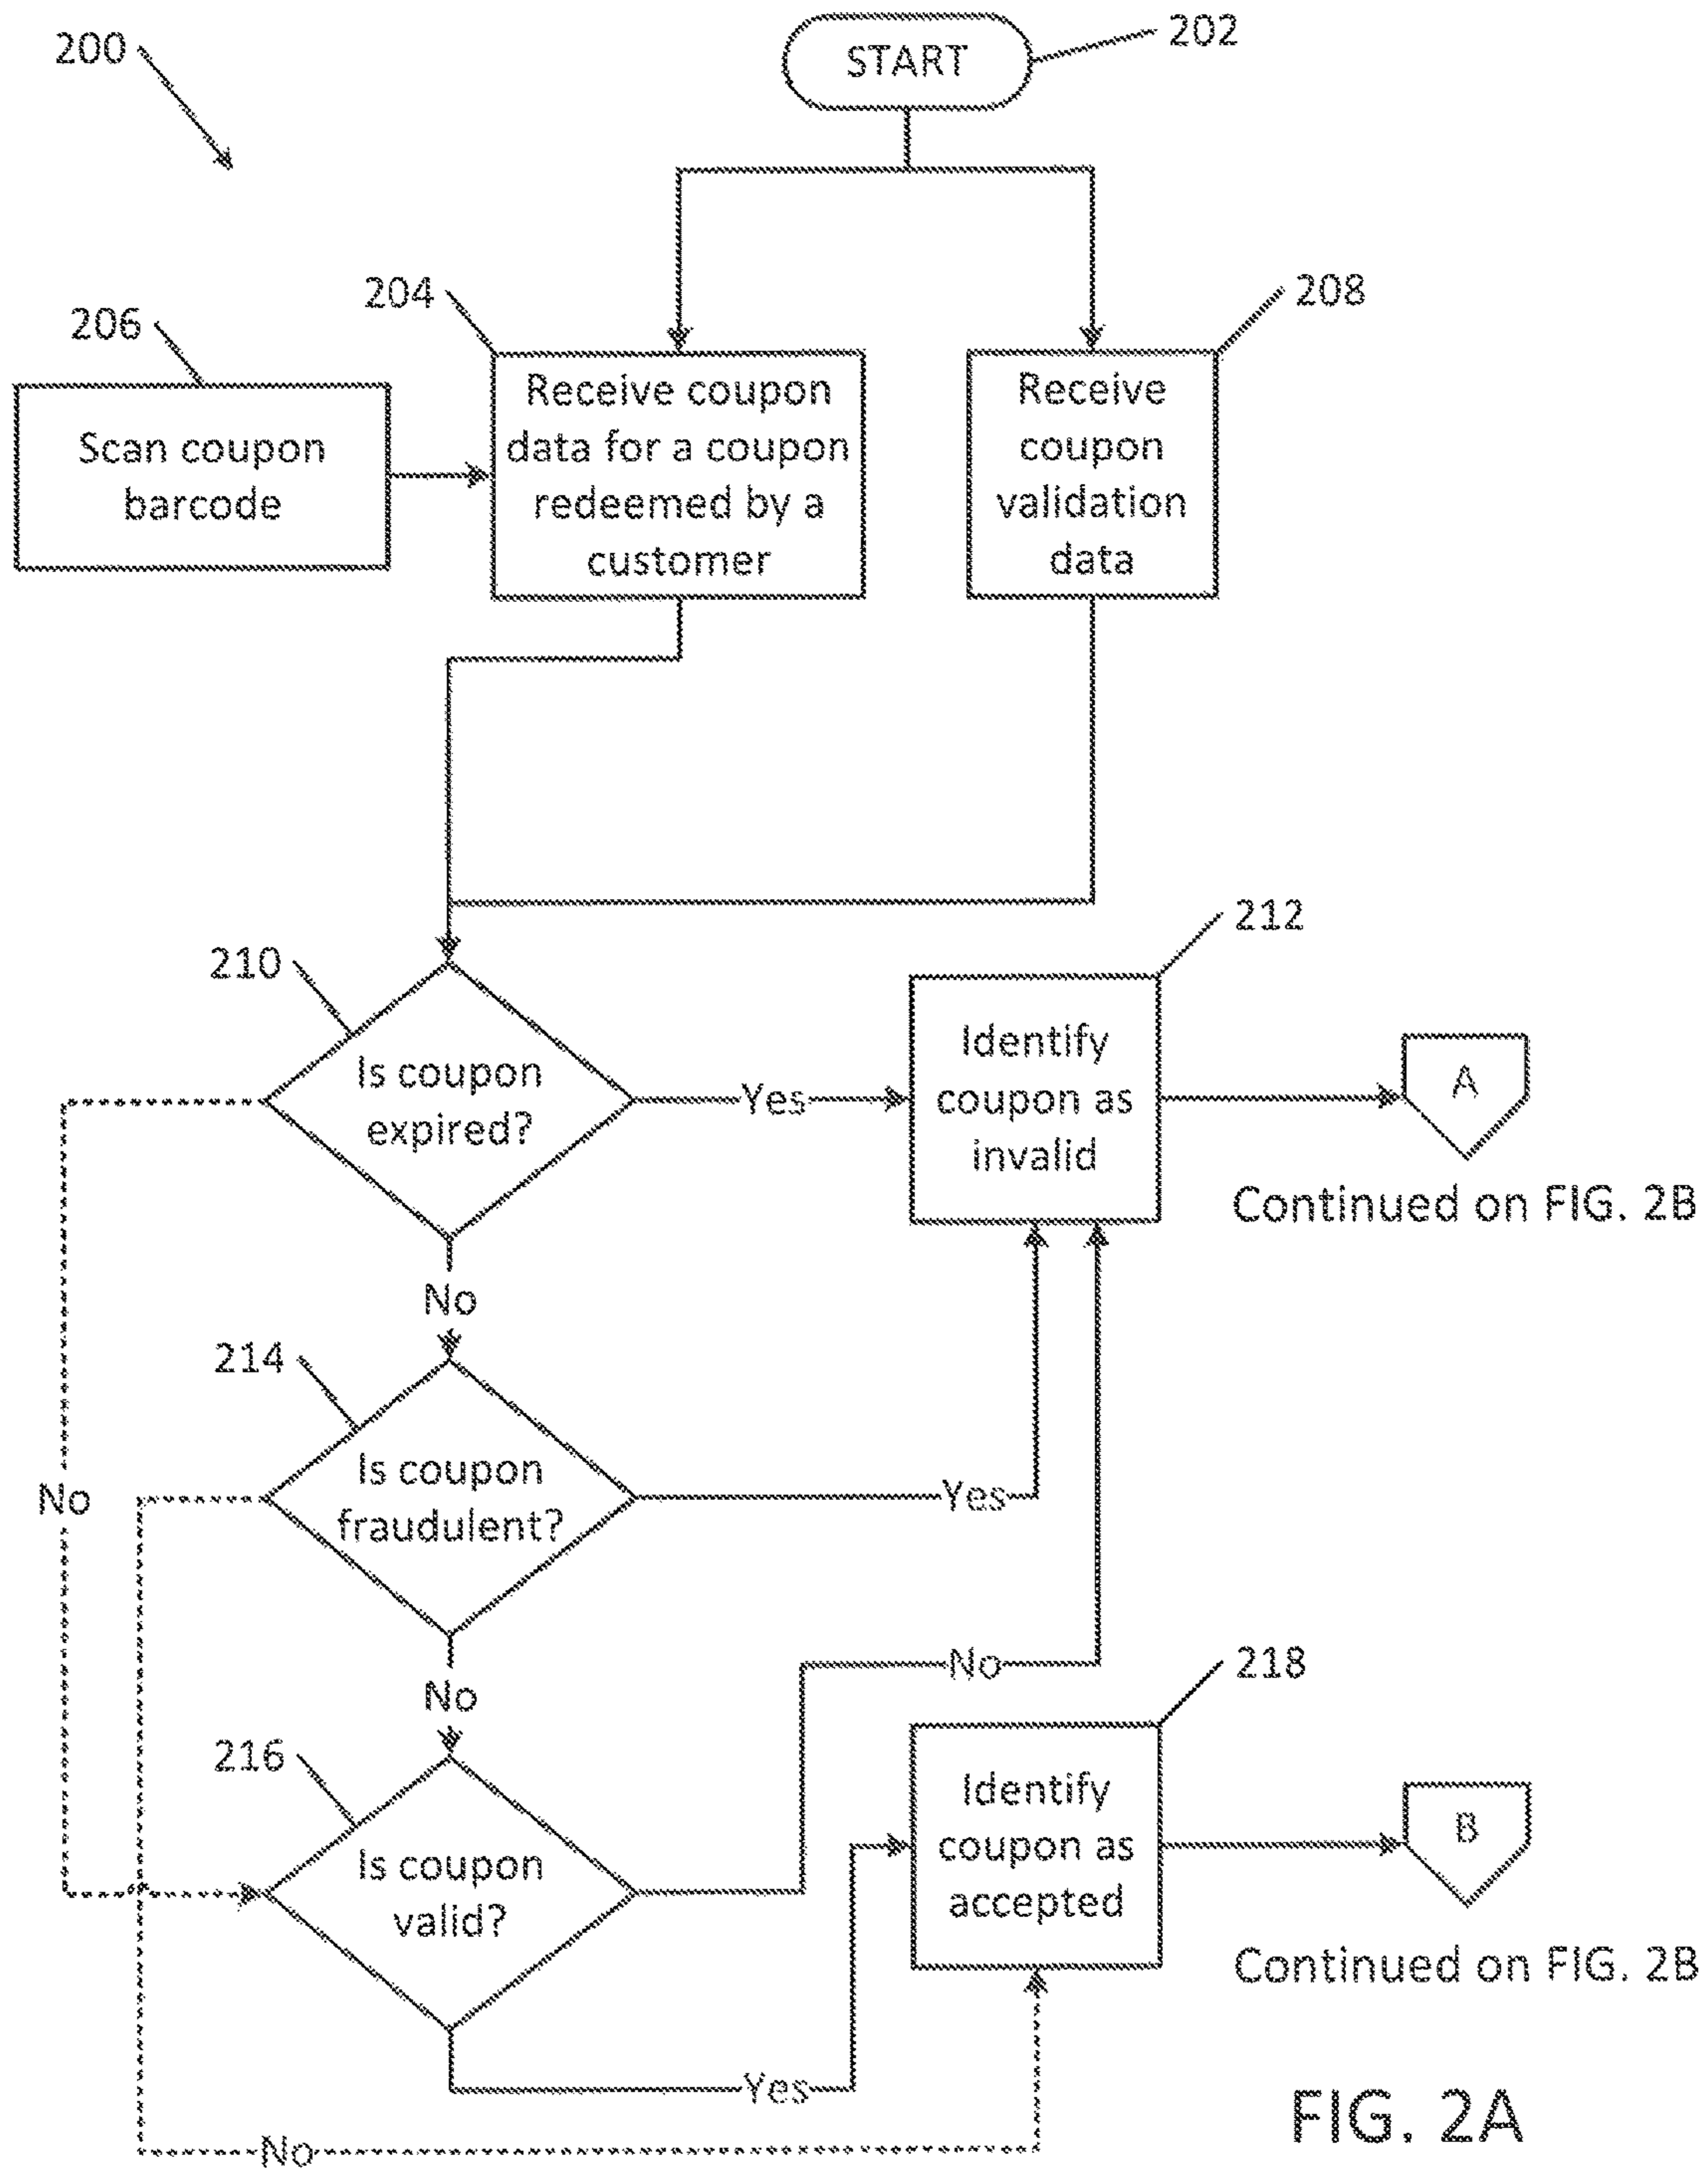 200
START
202
204
208
206
Scan coupon
barcode
Receive coupon
data for a coupon
redeemed by a
customer
Receive
coupon
validation
data
212
210
Is coupon
expired?
Yes
Identify
coupon as
invalid
A
Continued on FIG. 2B
No
214
Is coupon
fraudulent?
Yes
No
No
No
218
216
Is coupon
valid?
Identify
coupon as
accepted
B
Continued on FIG. 2B
Yes
No
FIG. 2A